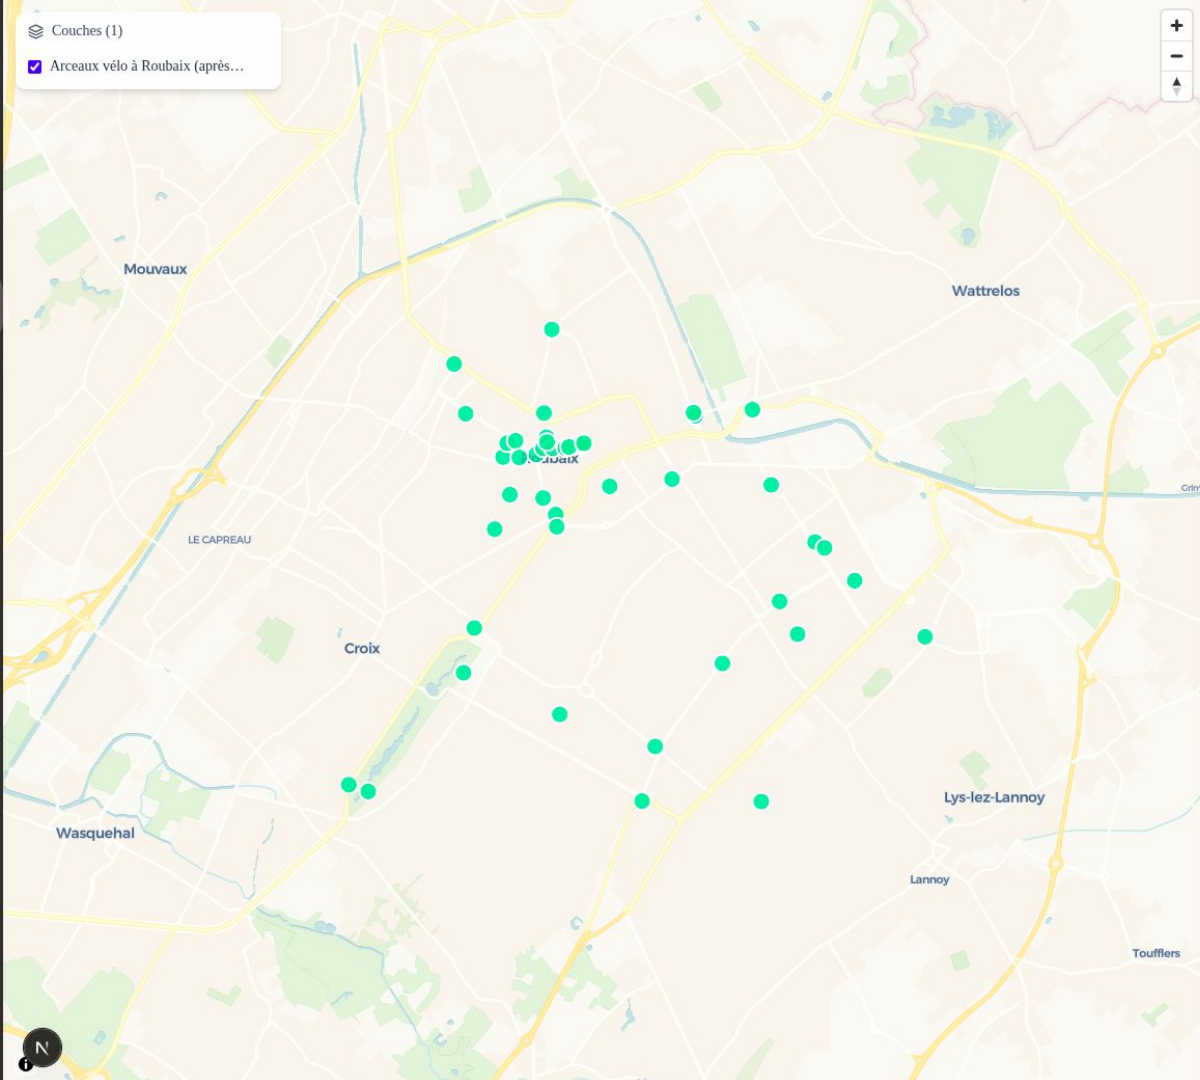 Couches (1)
Arceaux vélo à Roubaix (après…
Mouvaux
Wattrelos
LE CAPREAU
Croix
Lys-lez-Lannoy
Wasquehal
Lannoy
Toufflers
N